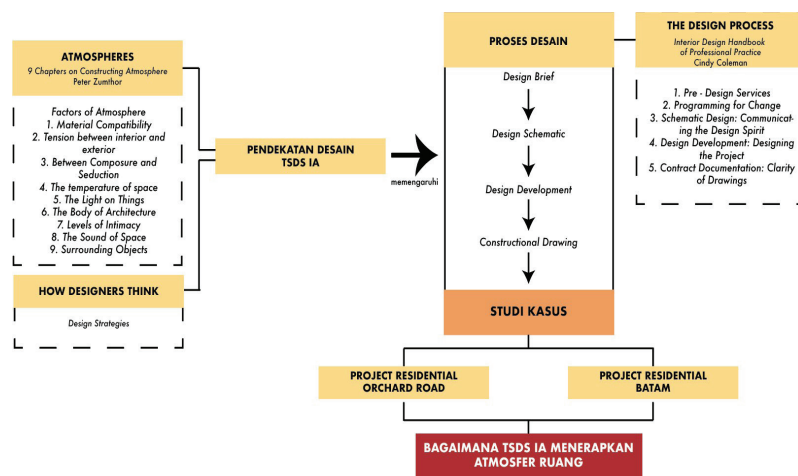 ATMOSPHERES
9 Chapters on Constructing Atmosphere
Peter Zumthor
Factors of Atmosphere
1. Material Compatibility
2. Tension between interior and
exterior
3. Between Composure and
Seduction
4. The temperature of space
5. The Light on Things
6. The Body of Architecture
7. Levels of Intimacy
8. The Sound of Space
9. Surrounding Objects
HOW DESIGNERS THINK
Design Strategies
PENDEKATAN DESAIN
TSDS IA
memengaruhi
PROSES DESAIN
Design Brief
Design Schematic
Design Development
Constructional Drawing
STUDI KASUS
THE DESIGN PROCESS
Interior Design Handbook
of Professional Practice
Cindy Coleman
1. Pre - Design Services
2. Programming for Change
3. Schematic Design: Communicat-
ing the Design Spirit
4. Design Development: Designing
the Project
5. Contract Documentation: Clarity
of Drawings
PROJECT RESIDENTIAL
ORCHARD ROAD
PROJECT RESIDENTIAL
BATAM
BAGAIMANA TSDS IA MENERAPKAN
ATMOSFER RUANG